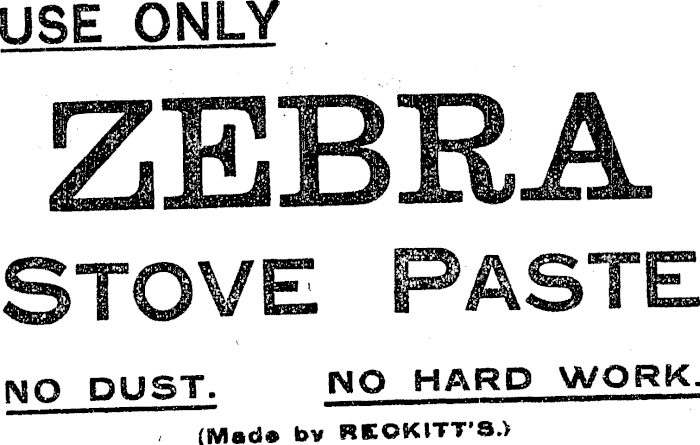 USE ONLY
ZEBRA
STOVE PASTE
NO DUST. NO HARD WORK.
(Made by RECKITT'S.)